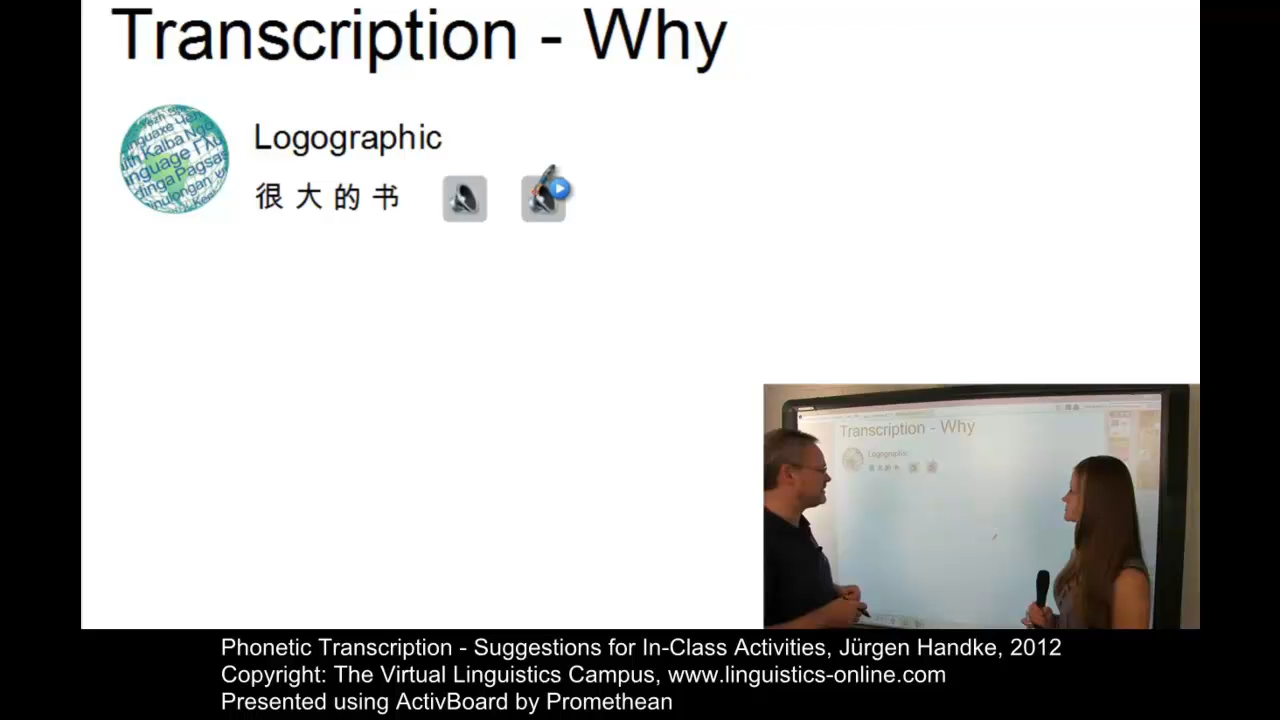 Transcription - Why
Logographic
很 大 的 书
Transcription - Why
Logographic
Phonetic Transcription - Suggestions for In-Class Activities, Jürgen Handke, 2012
Copyright: The Virtual Linguistics Campus, www.linguistics-online.com
Presented using ActivBoard by Promethean